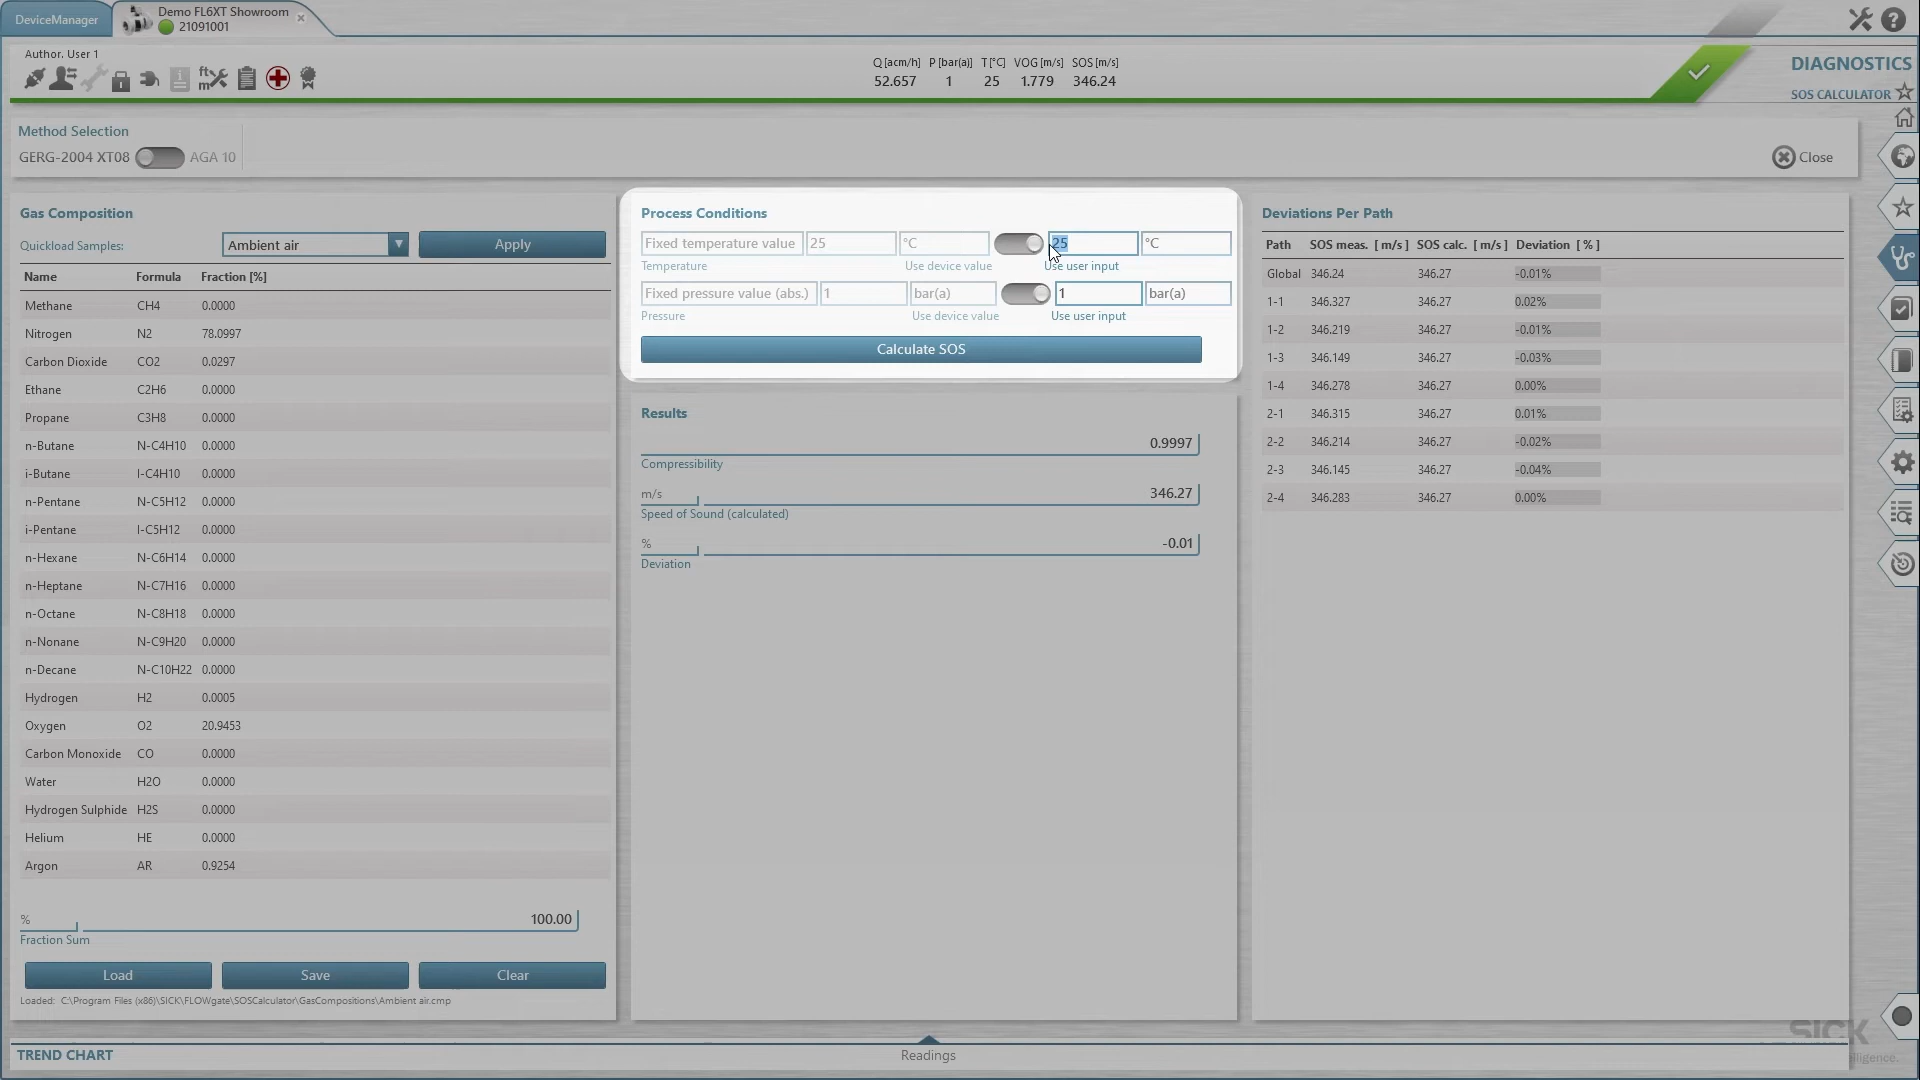 DeviceManager
Demo FL6XT Showroom
21091001
Author. User 1
Q [acm/h] P [bar(a)] T [°C] VOG [m/s] SOS [m/s]
52.657 1 25 1.779 346.24
DIAGNOSTICS
SOS CALCULATOR
Method Selection
GERG-2004 XT08 AGA 10
Close
Gas Composition
Quickload Samples: Ambient air Apply
Name Formula Fraction [%]
Methane CH4 0.0000
Nitrogen N2 78.0997
Carbon Dioxide CO2 0.0297
Ethane C2H6 0.0000
Propane C3H8 0.0000
n-Butane N-C4H10 0.0000
i-Butane I-C4H10 0.0000
n-Pentane N-C5H12 0.0000
i-Pentane I-C5H12 0.0000
n-Hexane N-C6H14 0.0000
n-Heptane N-C7H16 0.0000
n-Octane N-C8H18 0.0000
n-Nonane N-C9H20 0.0000
n-Decane N-C10H22 0.0000
Hydrogen H2 0.0005
Oxygen O2 20.9453
Carbon Monoxide CO 0.0000
Water H2O 0.0000
Hydrogen Sulphide H2S 0.0000
Helium HE 0.0000
Argon AR 0.9254
% 100.00
Fraction Sum
Load Save Clear
Loaded: C:\Program Files (x86)\SICK\FLOWgate\SOSCalculator\GasCompositions\Ambient air.cmp
Process Conditions
Fixed temperature value 25 °C 25 °C
Temperature Use device value Use user input
Fixed pressure value (abs.) 1 bar(a) 1 bar(a)
Pressure Use device value Use user input
Calculate SOS
Results
0.9997
Compressibility
m/s 346.27
Speed of Sound (calculated)
% -0.01
Deviation
Deviations Per Path
Path SOS meas. [ m/s ] SOS calc. [ m/s ] Deviation [ % ]
Global 346.24 346.27 -0.01%
1-1 346.327 346.27 0.02%
1-2 346.219 346.27 -0.01%
1-3 346.149 346.27 -0.03%
1-4 346.278 346.27 0.00%
2-1 346.315 346.27 0.01%
2-2 346.214 346.27 -0.02%
2-3 346.145 346.27 -0.04%
2-4 346.283 346.27 0.00%
SICK
TREND CHART
Readings